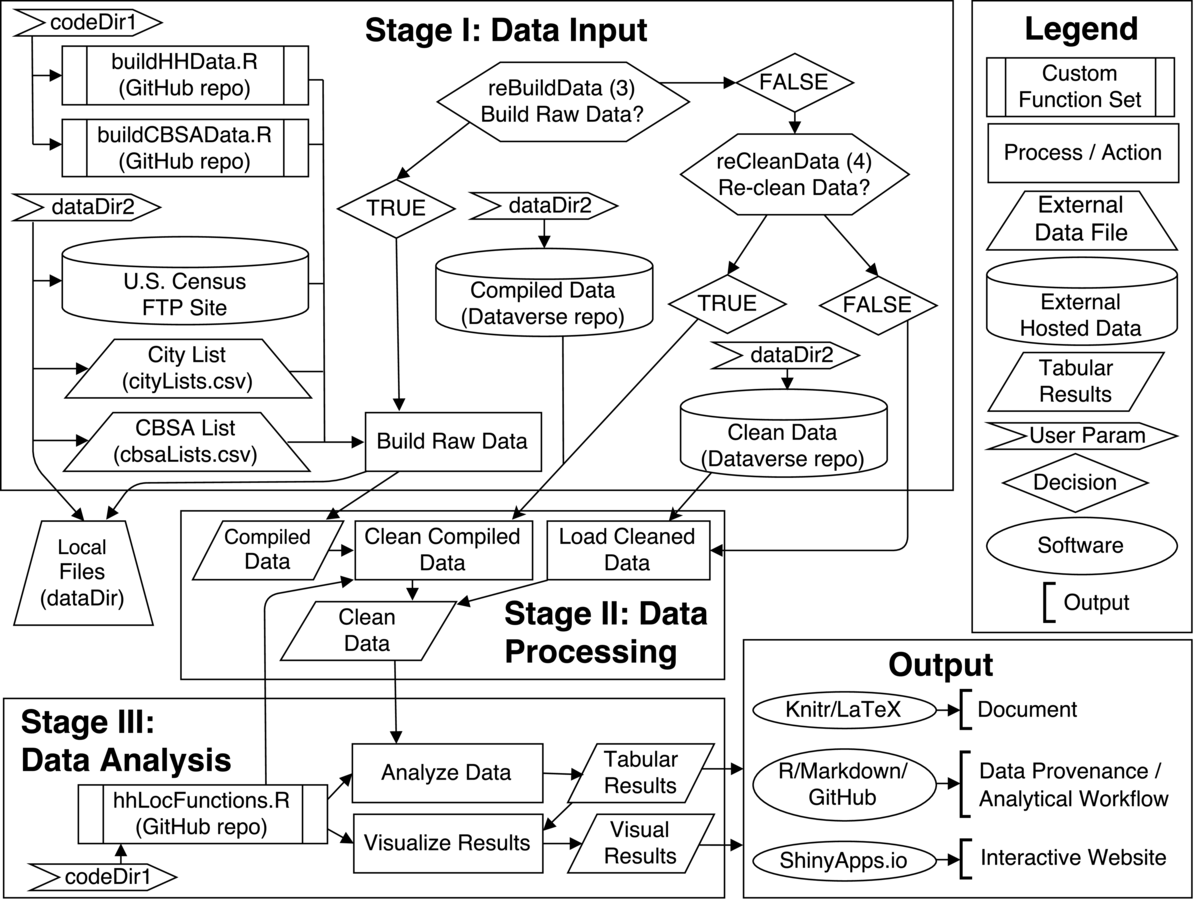 codeDir1
Stage I: Data Input
buildHHData.R
(GitHub repo)
buildCBSAData.R
(GitHub repo)
dataDir2
U.S. Census
FTP Site
City List
(cityLists.csv)
CBSA List
(cbsaLists.csv)
Local
Files
(dataDir)
reBuildData (3)
Build Raw Data?
FALSE
TRUE
reCleanData (4)
Re-clean Data?
dataDir2
Compiled Data
(Dataverse repo)
TRUE
FALSE
dataDir2
Clean Data
(Dataverse repo)
Build Raw Data
Compiled
Data
Clean Compiled
Data
Load Cleaned
Data
Clean
Data
Stage II: Data
Processing
Stage III:
Data Analysis
hhLocFunctions.R
(GitHub repo)
codeDir1
Analyze Data
Visualize Results
Tabular
Results
Visual
Results
Legend
Custom
Function Set
Process / Action
External
Data File
External
Hosted Data
Tabular
Results
User Param
Decision
Software
Output
Output
Knitr/LaTeX
Document
R/Markdown/
GitHub
Data Provenance /
Analytical Workflow
ShinyApps.io
Interactive Website